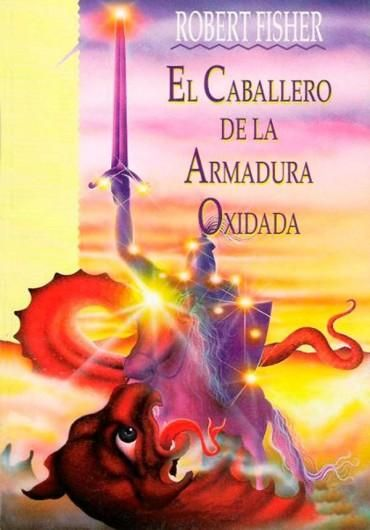 ROBERT FISHER
EL CABALLERO
DE LA
ARMADURA
OXIDADA